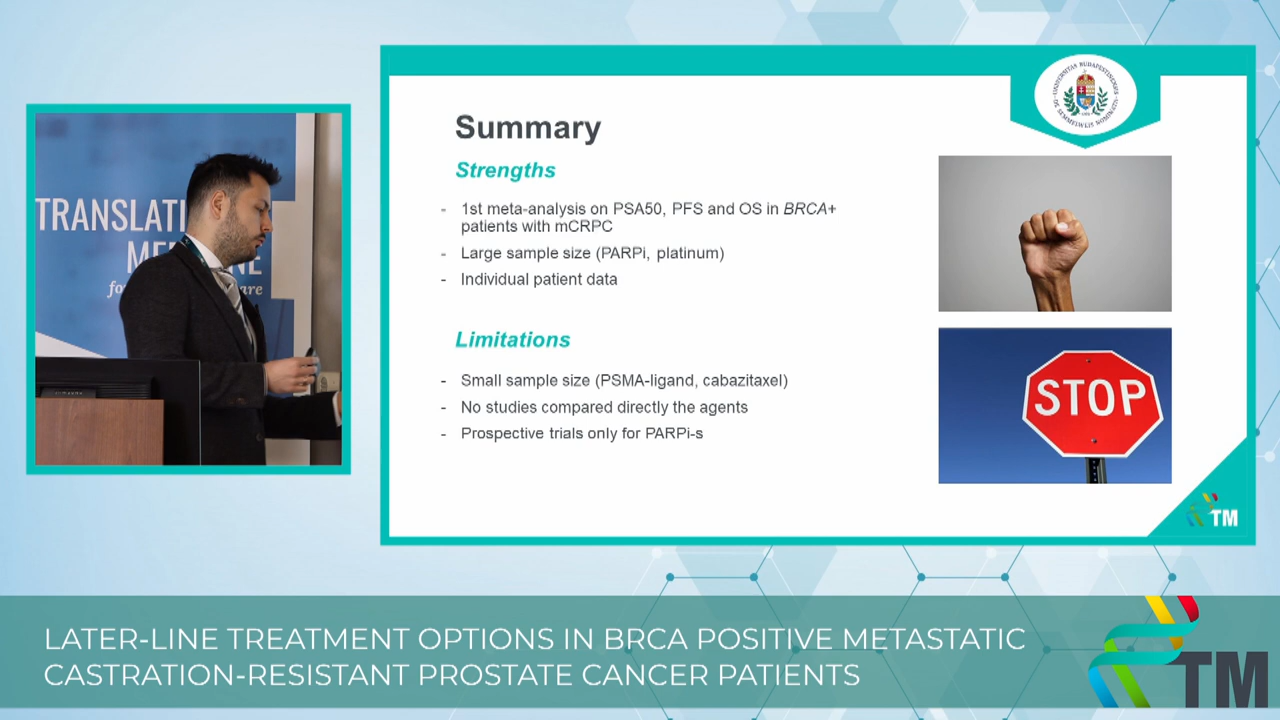 TRANSLATI
ME
NE
fo
are
Summary
Strengths
- 1st meta-analysis on PSA50, PFS and OS in BRCA+
patients with mCRPC
- Large sample size (PARPi, platinum)
- Individual patient data
Limitations
- Small sample size (PSMA-ligand, cabazitaxel)
- No studies compared directly the agents
- Prospective trials only for PARPi-s
STOP
TM
LATER-LINE TREATMENT OPTIONS IN BRCA POSITIVE METASTATIC
CASTRATION-RESISTANT PROSTATE CANCER PATIENTS
TM